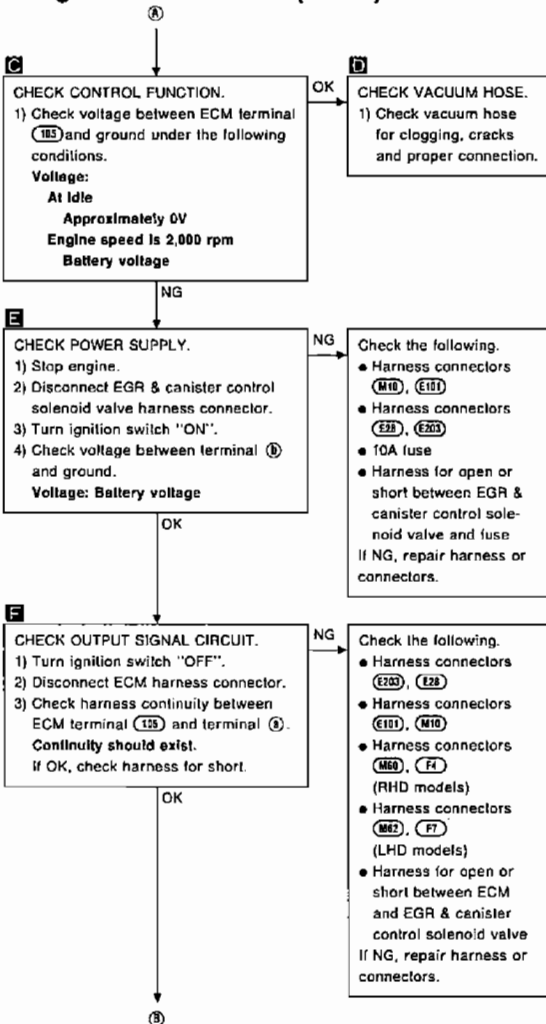 Ⓐ
C
CHECK CONTROL FUNCTION.
1) Check voltage between ECM terminal
105 and ground under the following
conditions.
Voltage:
At idle
Approximately 0V
Engine speed is 2,000 rpm
Battery voltage
OK
D
CHECK VACUUM HOSE.
1) Check vacuum hose
for clogging, cracks
and proper connection.
NG
E
CHECK POWER SUPPLY.
1) Stop engine.
2) Disconnect EGR & canister control
solenoid valve harness connector.
3) Turn ignition switch "ON".
4) Check voltage between terminal ⓑ
and ground.
Voltage: Battery voltage
NG
Check the following.
● Harness connectors
M10, E101
● Harness connectors
E28, E203
● 10A fuse
● Harness for open or
short between EGR &
canister control sole-
noid valve and fuse
If NG, repair harness or
connectors.
OK
F
CHECK OUTPUT SIGNAL CIRCUIT.
1) Turn ignition switch "OFF".
2) Disconnect ECM harness connector.
3) Check harness continuity between
ECM terminal 105 and terminal ⓐ.
Continuity should exist.
If OK, check harness for short.
NG
Check the following.
● Harness connectors
E203, E28
● Harness connectors
E101, M10
● Harness connectors
M60, F4
(RHD models)
● Harness connectors
M62, F7
(LHD models)
● Harness for open or
short between ECM
and EGR & canister
control solenoid valve
If NG, repair harness or
connectors.
OK
Ⓑ